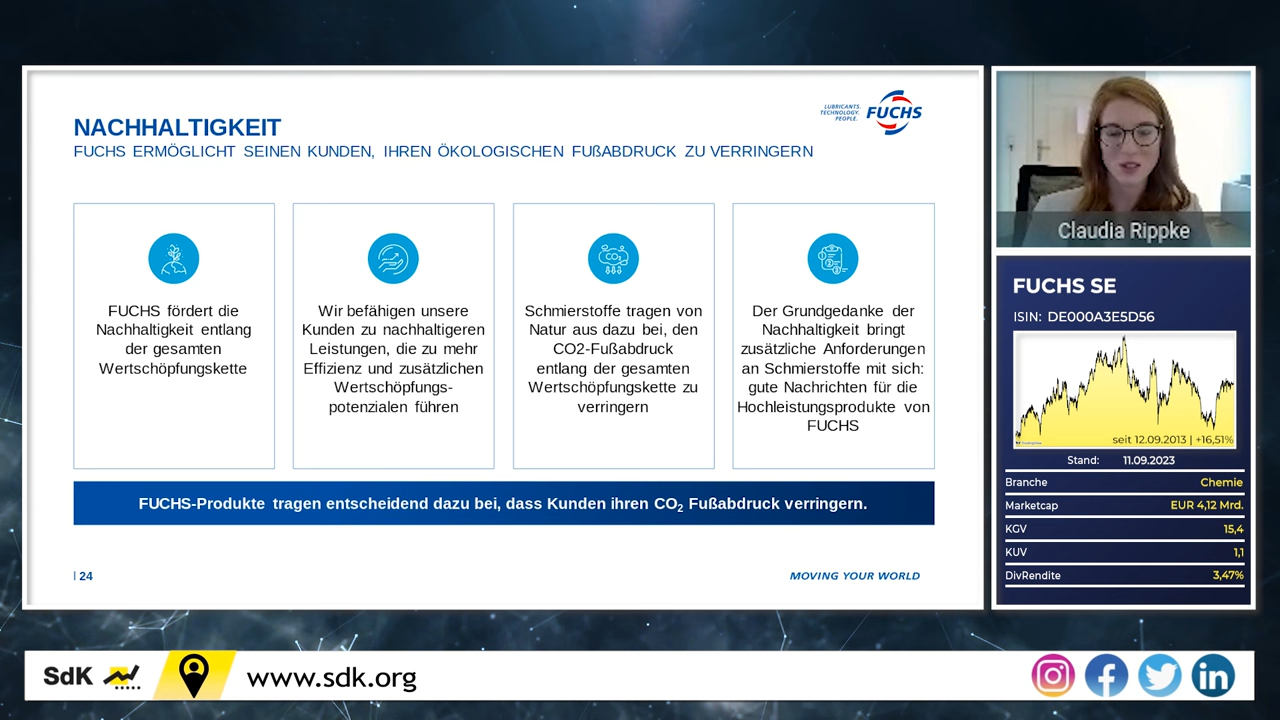 NACHHALTIGKEIT
FUCHS ERMÖGLICHT SEINEN KUNDEN, IHREN ÖKOLOGISCHEN FUßABDRUCK ZU VERRINGERN
LUBRICANTS.
TECHNOLOGY.
PEOPLE.
FUCHS
FUCHS fördert die
Nachhaltigkeit entlang
der gesamten
Wertschöpfungskette
Wir befähigen unsere
Kunden zu nachhaltigeren
Leistungen, die zu mehr
Effizienz und zusätzlichen
Wertschöpfungs-
potenzialen führen
CO₂
Schmierstoffe tragen von
Natur aus dazu bei, den
CO2-Fußabdruck
entlang der gesamten
Wertschöpfungskette zu
verringern
1
2
3
Der Grundgedanke der
Nachhaltigkeit bringt
zusätzliche Anforderungen
an Schmierstoffe mit sich:
gute Nachrichten für die
Hochleistungsprodukte von
FUCHS
FUCHS-Produkte tragen entscheidend dazu bei, dass Kunden ihren CO₂ Fußabdruck verringern.
| 24
MOVING YOUR WORLD
Claudia Rippke
FUCHS SE
ISIN: DE000A3E5D56
seit 12.09.2013 | +16,51%
Stand: 11.09.2023
Branche Chemie
Marketcap EUR 4,12 Mrd.
KGV 15,4
KUV 1,1
DivRendite 3,47%
SdK
www.sdk.org